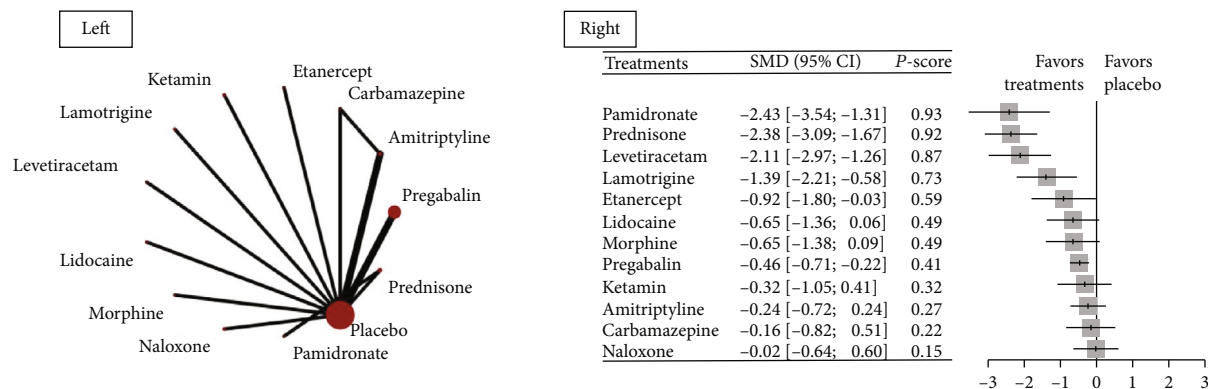 Left
Ketamin
Etanercept
Carbamazepine
Lamotrigine
Amitriptyline
Levetiracetam
Pregabalin
Lidocaine
Prednisone
Morphine
Placebo
Naloxone
Pamidronate
Right
Treatments SMD (95% CI) P-score
Favors treatments
Favors placebo
Pamidronate –2.43 [–3.54; –1.31] 0.93
Prednisone –2.38 [–3.09; –1.67] 0.92
Levetiracetam –2.11 [–2.97; –1.26] 0.87
Lamotrigine –1.39 [–2.21; –0.58] 0.73
Etanercept –0.92 [–1.80; –0.03] 0.59
Lidocaine –0.65 [–1.36; 0.06] 0.49
Morphine –0.65 [–1.38; 0.09] 0.49
Pregabalin –0.46 [–0.71; –0.22] 0.41
Ketamin –0.32 [–1.05; 0.41] 0.32
Amitriptyline –0.24 [–0.72; 0.24] 0.27
Carbamazepine –0.16 [–0.82; 0.51] 0.22
Naloxone –0.02 [–0.64; 0.60] 0.15
–3 –2 –1 0 1 2 3